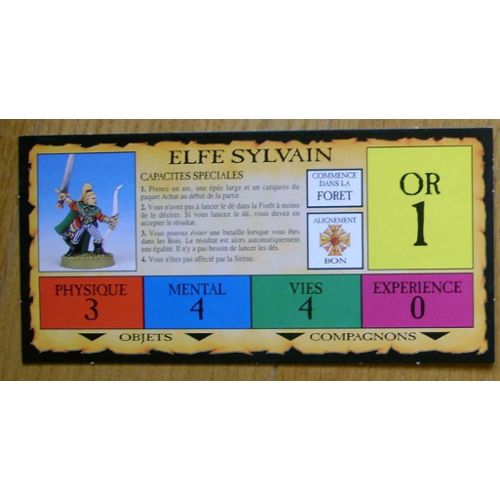 ELFE SYLVAIN
CAPACITES SPECIALES
1. Prenez un arc, une épée large et un carquois du
paquet Achat au début de la partie.
2. Vous n'avez pas à lancer le dé dans la Forêt à moins
de le désirer. Si vous lancez le dé, vous devez en
accepter le résultat.
3. Vous pouvez éviter une bataille lorsque vous êtes
dans les Bois. Le résultat est alors automatiquement
une égalité. Il n'y a pas besoin de lancer les dés.
4. Vous n'êtes pas affecté par la Sirène.
COMMENCE
DANS LA
FORET
ALIGNEMENT
BON
OR
1
PHYSIQUE
3
MENTAL
4
VIES
4
EXPERIENCE
0
OBJETS
COMPAGNONS